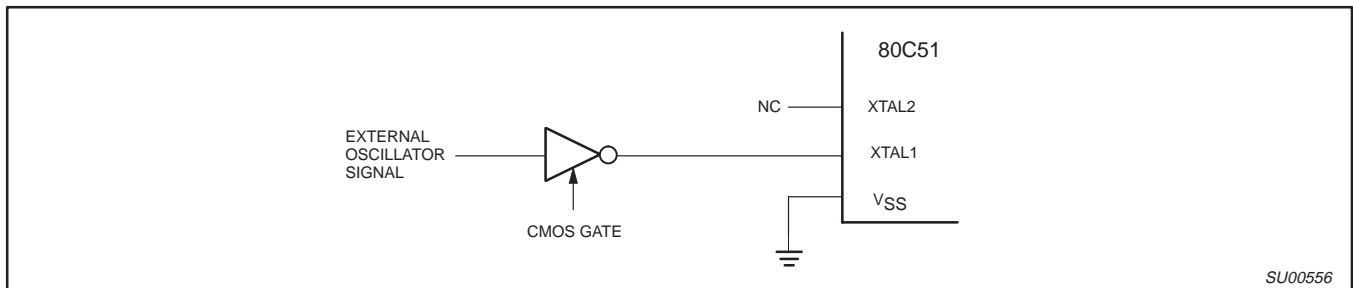 80C51
NC
XTAL2
EXTERNAL
OSCILLATOR
SIGNAL
XTAL1
VSS
CMOS GATE
SU00556